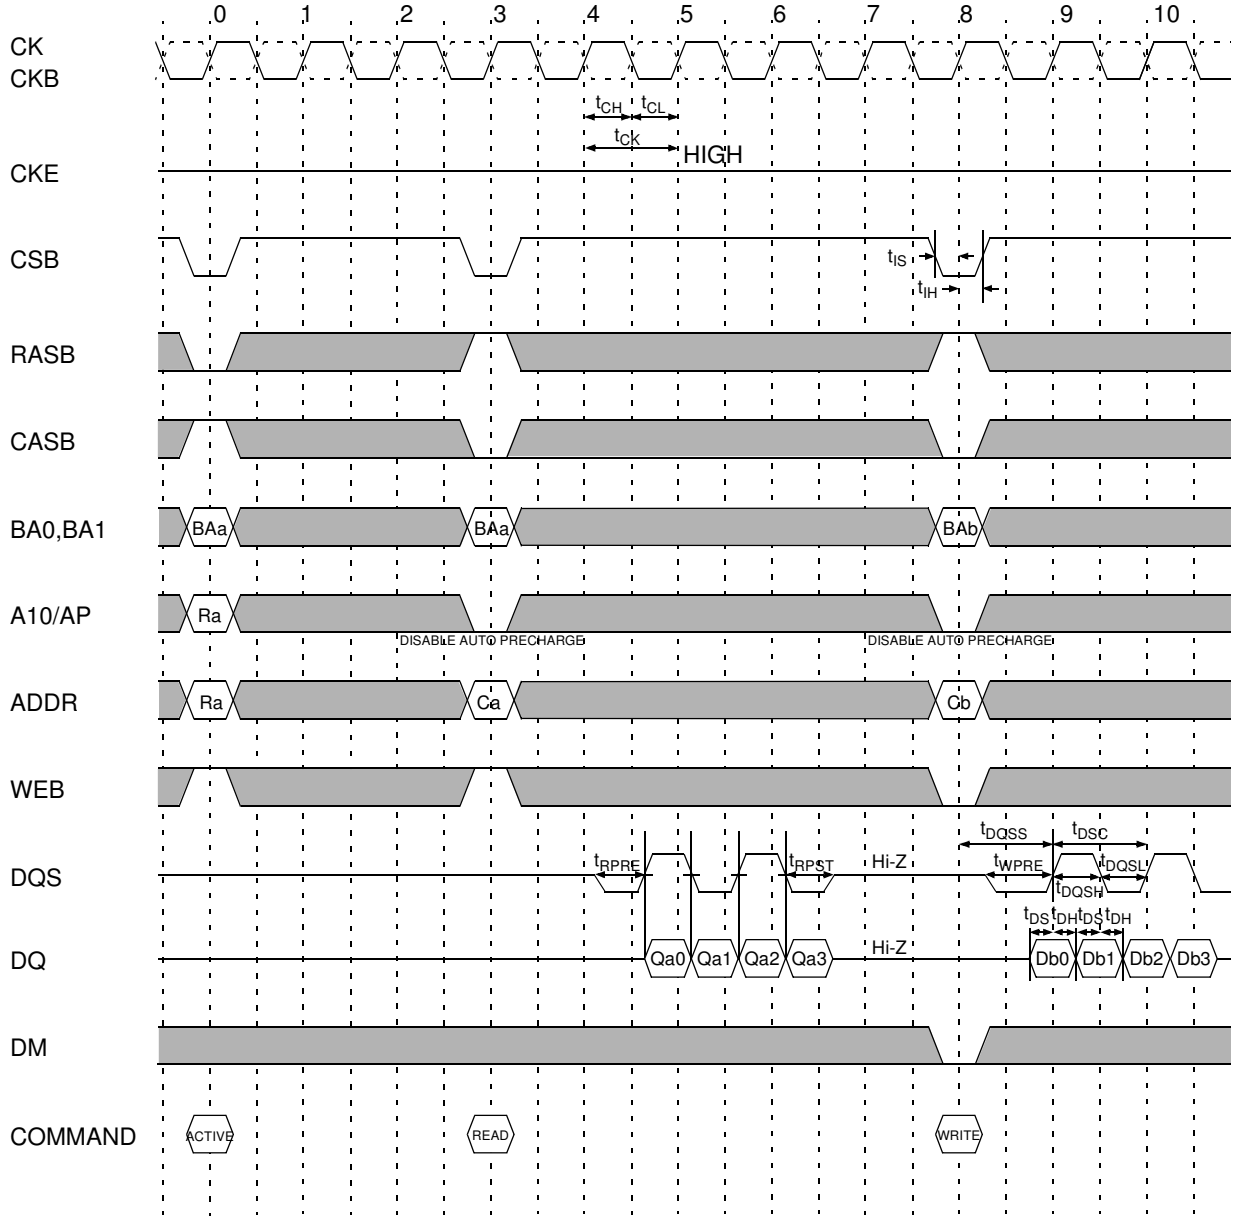 0 1 2 3 4 5 6 7 8 9 10
CK
CKB
tCH tCL
tCK
HIGH
CKE
CSB
tIS
tIH
RASB
CASB
BA0,BA1 BAa BAa BAb
A10/AP Ra
DISABLE AUTO PRECHARGE DISABLE AUTO PRECHARGE
ADDR Ra Ca Cb
WEB
tDQSS tDSC
DQS tRPRE tRPST Hi-Z tWPRE tDQSL
tDQSH
tDS tDH tDS tDH
DQ Qa0 Qa1 Qa2 Qa3 Hi-Z Db0 Db1 Db2 Db3
DM
COMMAND ACTIVE READ WRITE